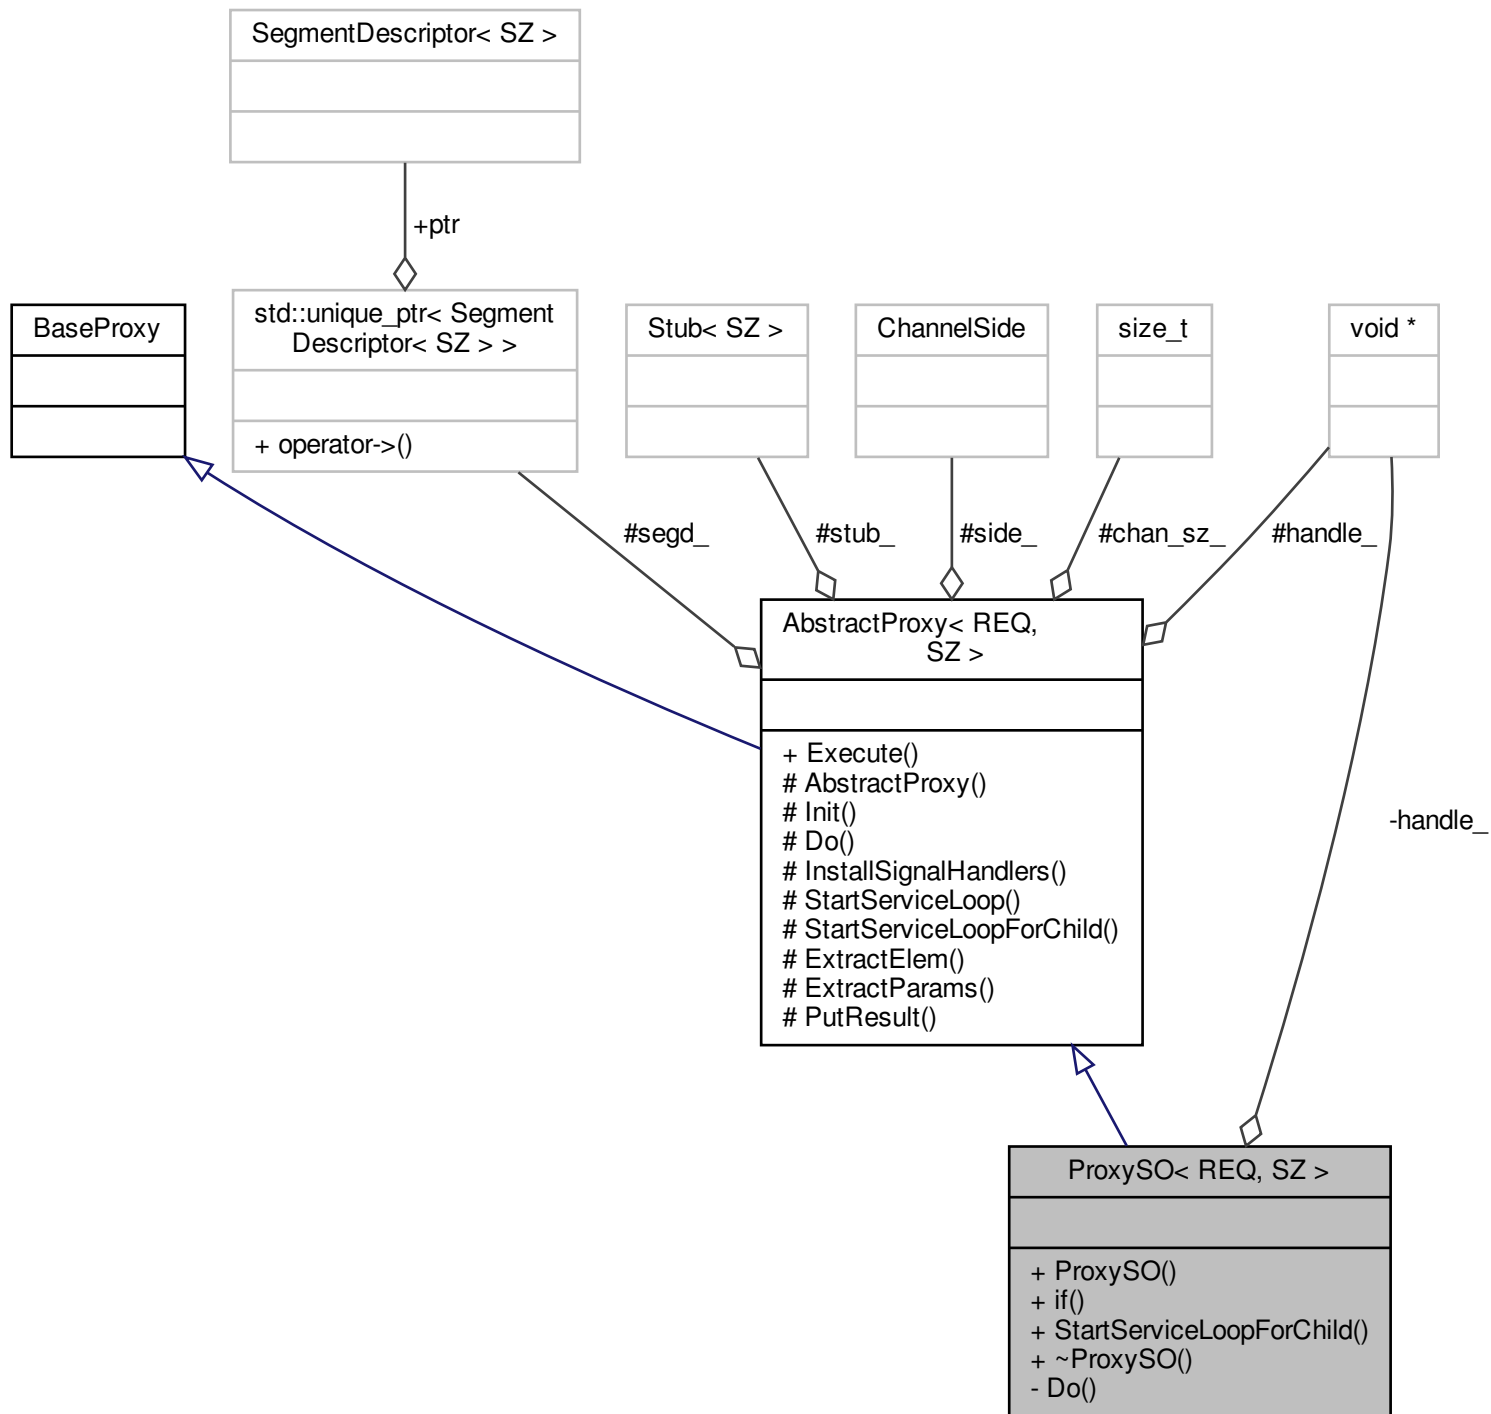 SegmentDescriptor< SZ >
+ptr
BaseProxy
std::unique_ptr< Segment
Descriptor< SZ > >
+ operator->()
Stub< SZ >
ChannelSide
size_t
void *
#segd_
#stub_
#side_
#chan_sz_
#handle_
AbstractProxy< REQ,
SZ >
+ Execute()
# AbstractProxy()
# Init()
# Do()
# InstallSignalHandlers()
# StartServiceLoop()
# StartServiceLoopForChild()
# ExtractElem()
# ExtractParams()
# PutResult()
-handle_
ProxySO< REQ, SZ >
+ ProxySO()
+ if()
+ StartServiceLoopForChild()
+ ~ProxySO()
- Do()